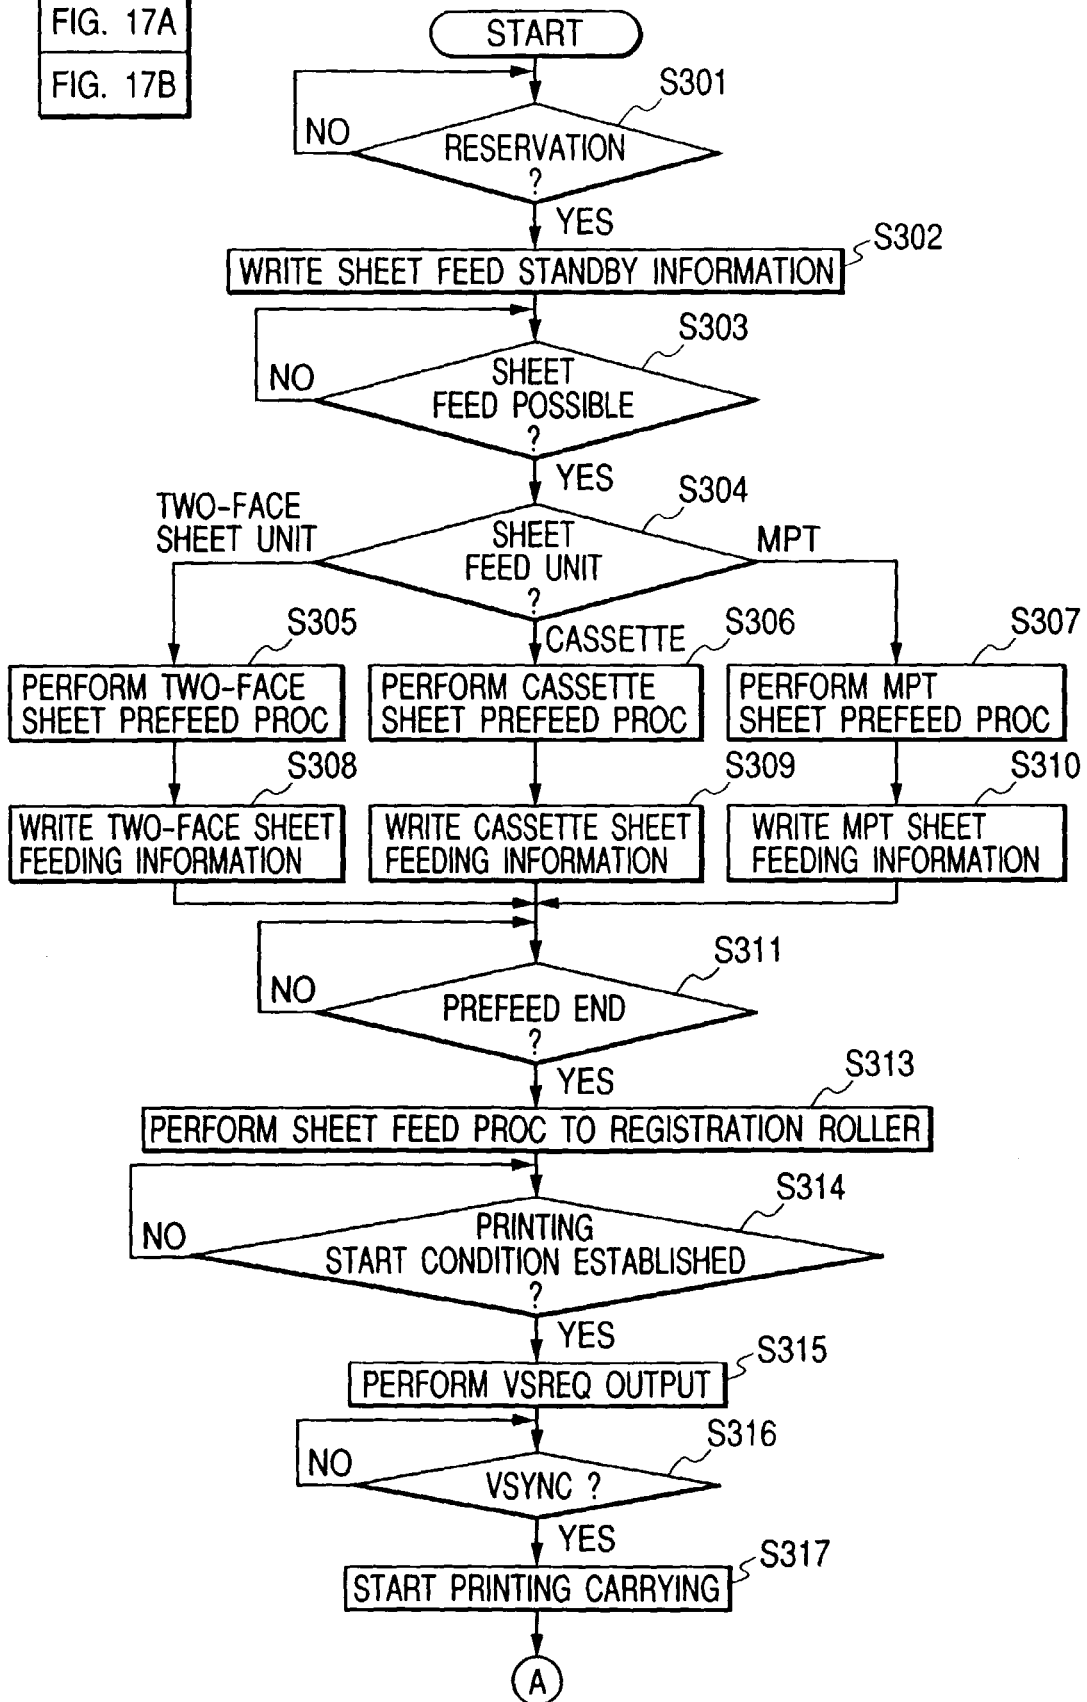 FIG. 17A
FIG. 17B
START
S301
NO
RESERVATION
?
YES
S302
WRITE SHEET FEED STANDBY INFORMATION
S303
NO
SHEET
FEED POSSIBLE
?
YES
S304
TWO-FACE
SHEET UNIT
SHEET
FEED UNIT
?
MPT
CASSETTE
S305
S306
S307
PERFORM TWO-FACE
SHEET PREFEED PROC
PERFORM CASSETTE
SHEET PREFEED PROC
PERFORM MPT
SHEET PREFEED PROC
S308
S309
S310
WRITE TWO-FACE SHEET
FEEDING INFORMATION
WRITE CASSETTE SHEET
FEEDING INFORMATION
WRITE MPT SHEET
FEEDING INFORMATION
S311
NO
PREFEED END
?
YES
S313
PERFORM SHEET FEED PROC TO REGISTRATION ROLLER
S314
NO
PRINTING
START CONDITION ESTABLISHED
?
YES
S315
PERFORM VSREQ OUTPUT
S316
NO
VSYNC ?
YES
S317
START PRINTING CARRYING
A